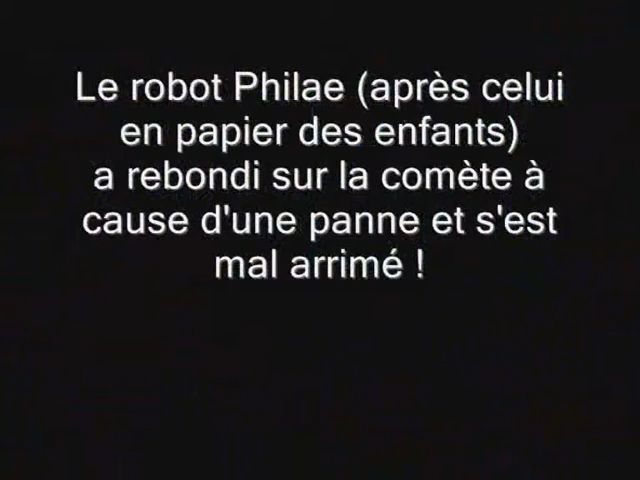 Le robot Philae (après celui
en papier des enfants)
a rebondi sur la comète à
cause d'une panne et s'est
mal arrimé !